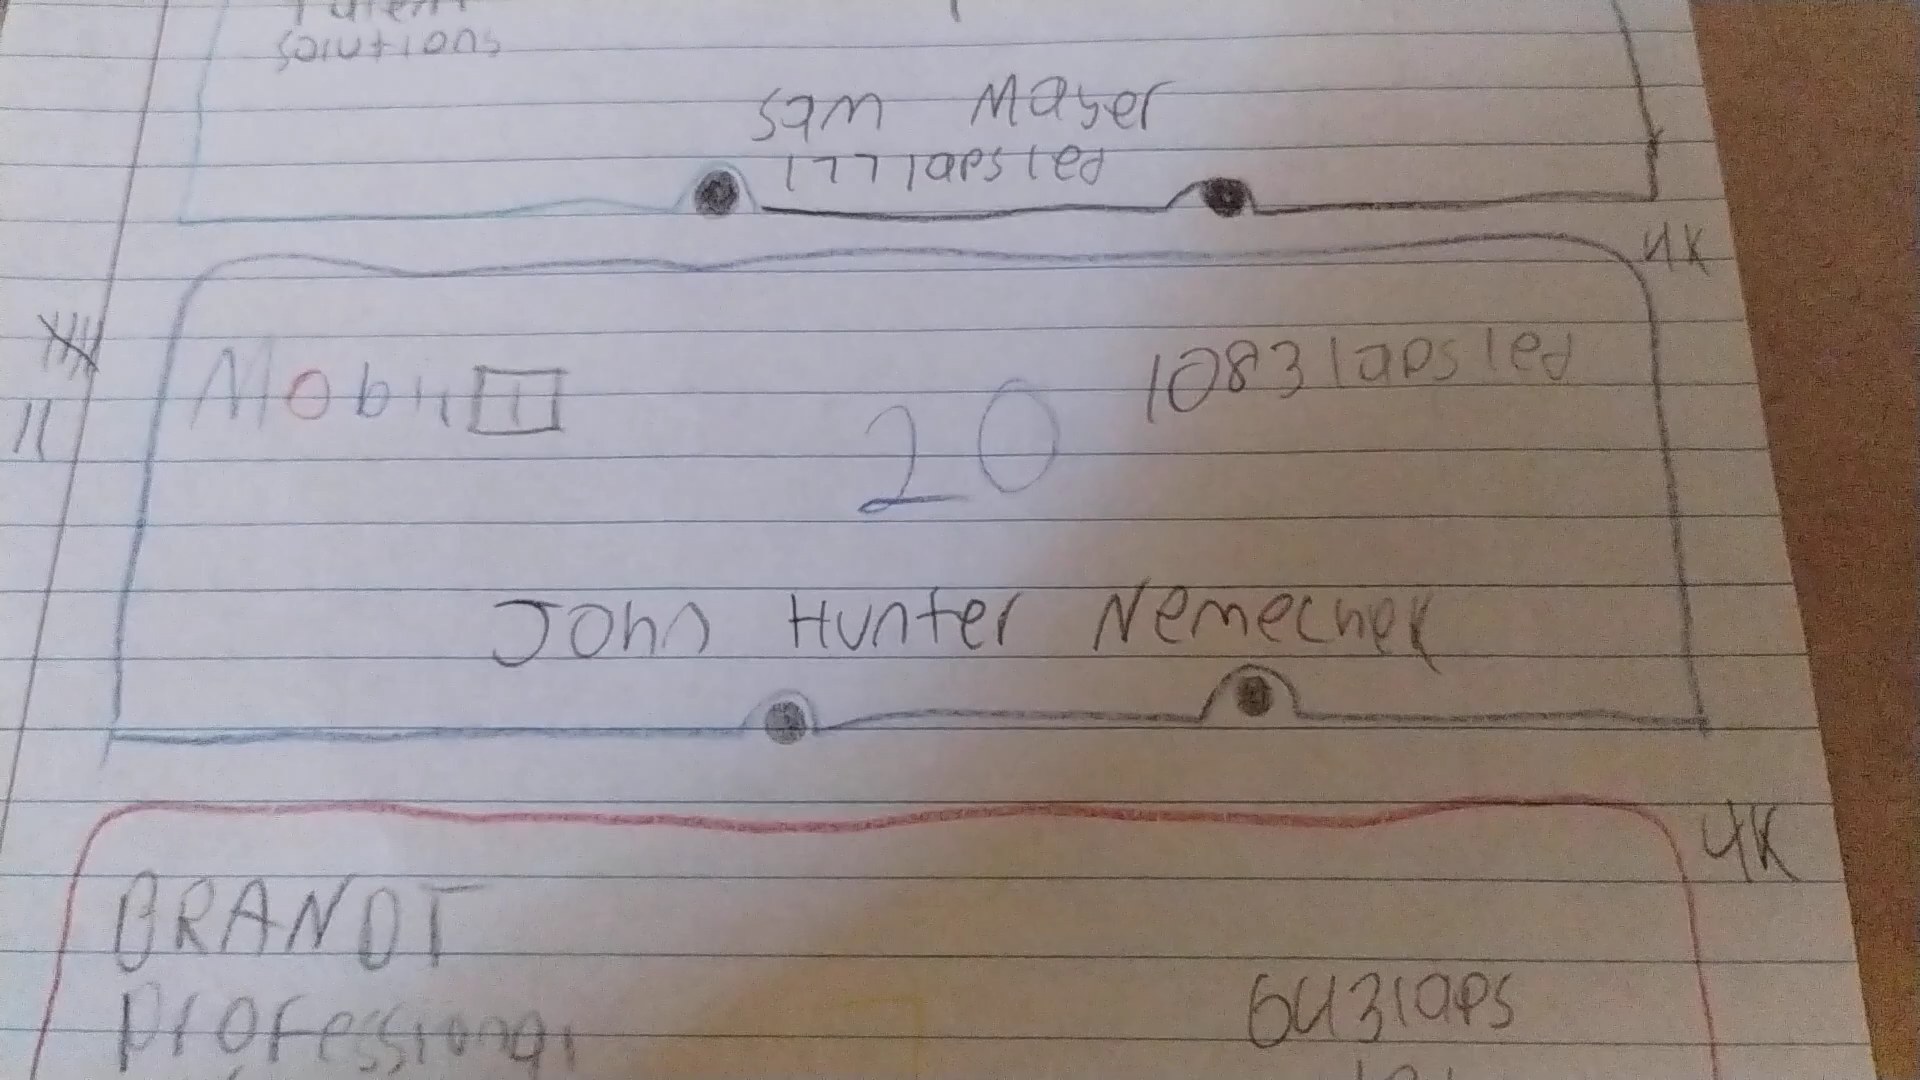 solutions
Sam Mayer
177 laps led
4K
Mobil 1
20
1083 laps led
John Hunter Nemechek
4K
BRANDT
Professional
643 laps